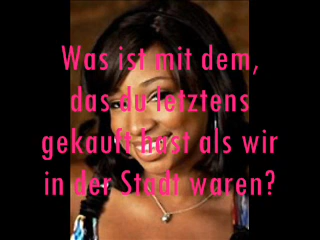 Was ist mit dem,
das du letztens
gekauft hast als wir
in der Stadt waren?